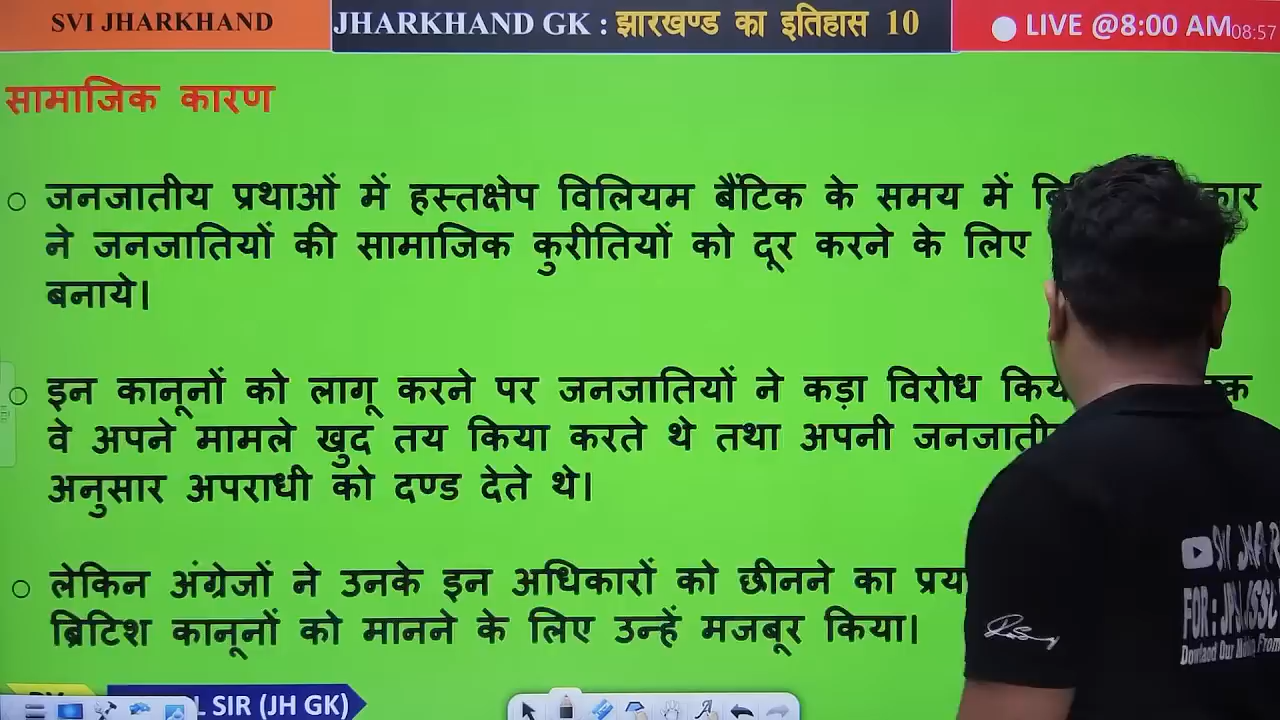 SVI JHARKHAND
JHARKHAND GK : झारखण्ड का इतिहास 10
LIVE @8:00 AM
08:57
सामाजिक कारण
जनजातीय प्रथाओं में हस्तक्षेप विलियम बैंटिक के समय में
ने जनजातियों की सामाजिक कुरीतियों को दूर करने के लिए
बनाये।
इन कानूनों को लागू करने पर जनजातियों ने कड़ा विरोध
वे अपने मामले खुद तय किया करते थे तथा अपनी
अनुसार अपराधी को दण्ड देते थे।
लेकिन अंग्रेजों ने उनके इन अधिकारों को छीनने का
ब्रिटिश कानूनों को मानने के लिए उन्हें मजबूर किया।
SIR (JH GK)
FOR :
From